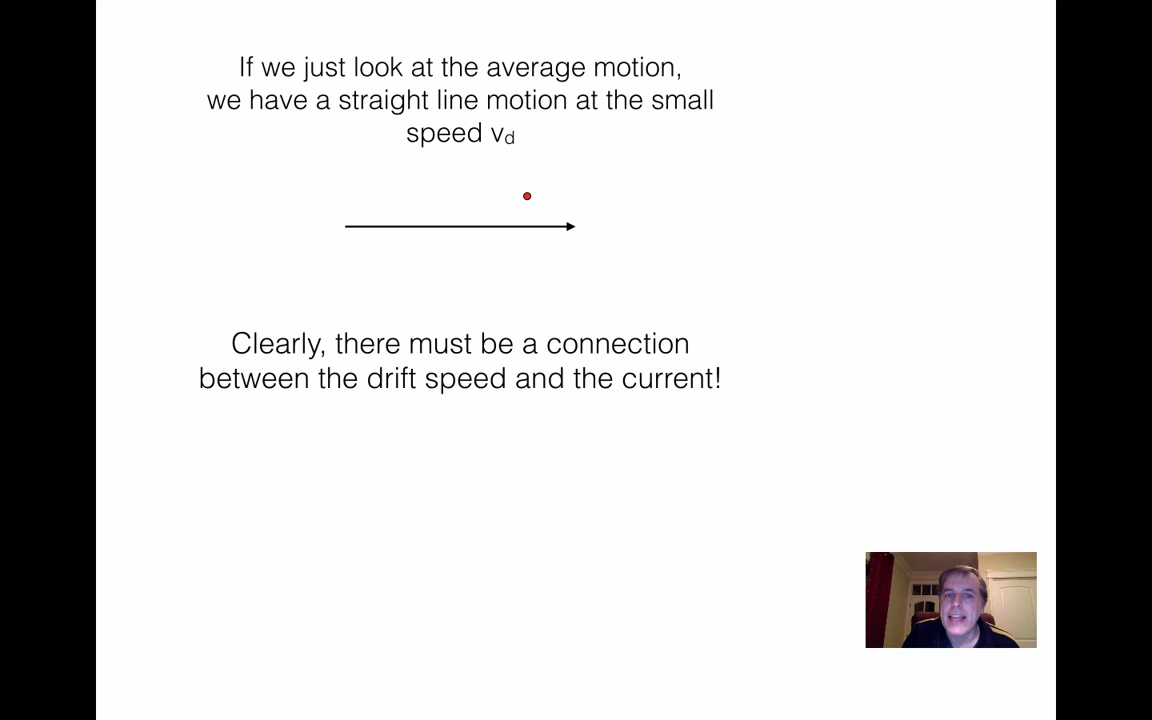 If we just look at the average motion,
we have a straight line motion at the small
speed vd
Clearly, there must be a connection
between the drift speed and the current!